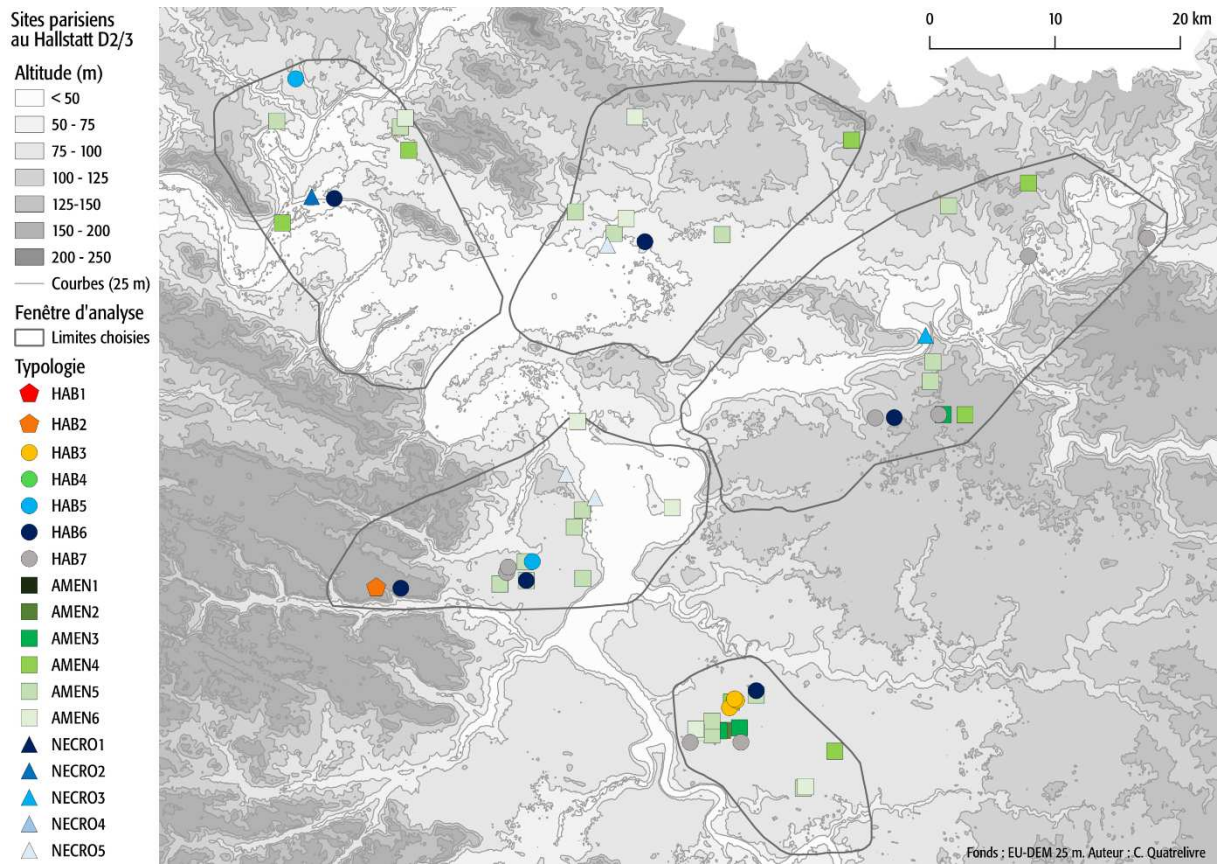 Sites parisiens
au Hallstatt D2/3
Altitude (m)
< 50
50 - 75
75 - 100
100 - 125
125-150
150 - 200
200 - 250
Courbes (25 m)
Fenêtre d'analyse
Limites choisies
Typologie
HAB1
HAB2
HAB3
HAB4
HAB5
HAB6
HAB7
AMEN1
AMEN2
AMEN3
AMEN4
AMEN5
AMEN6
NECRO1
NECRO2
NECRO3
NECRO4
NECRO5
0 10 20 km
Fonds : EU-DEM 25 m. Auteur : C. Quatrelivre